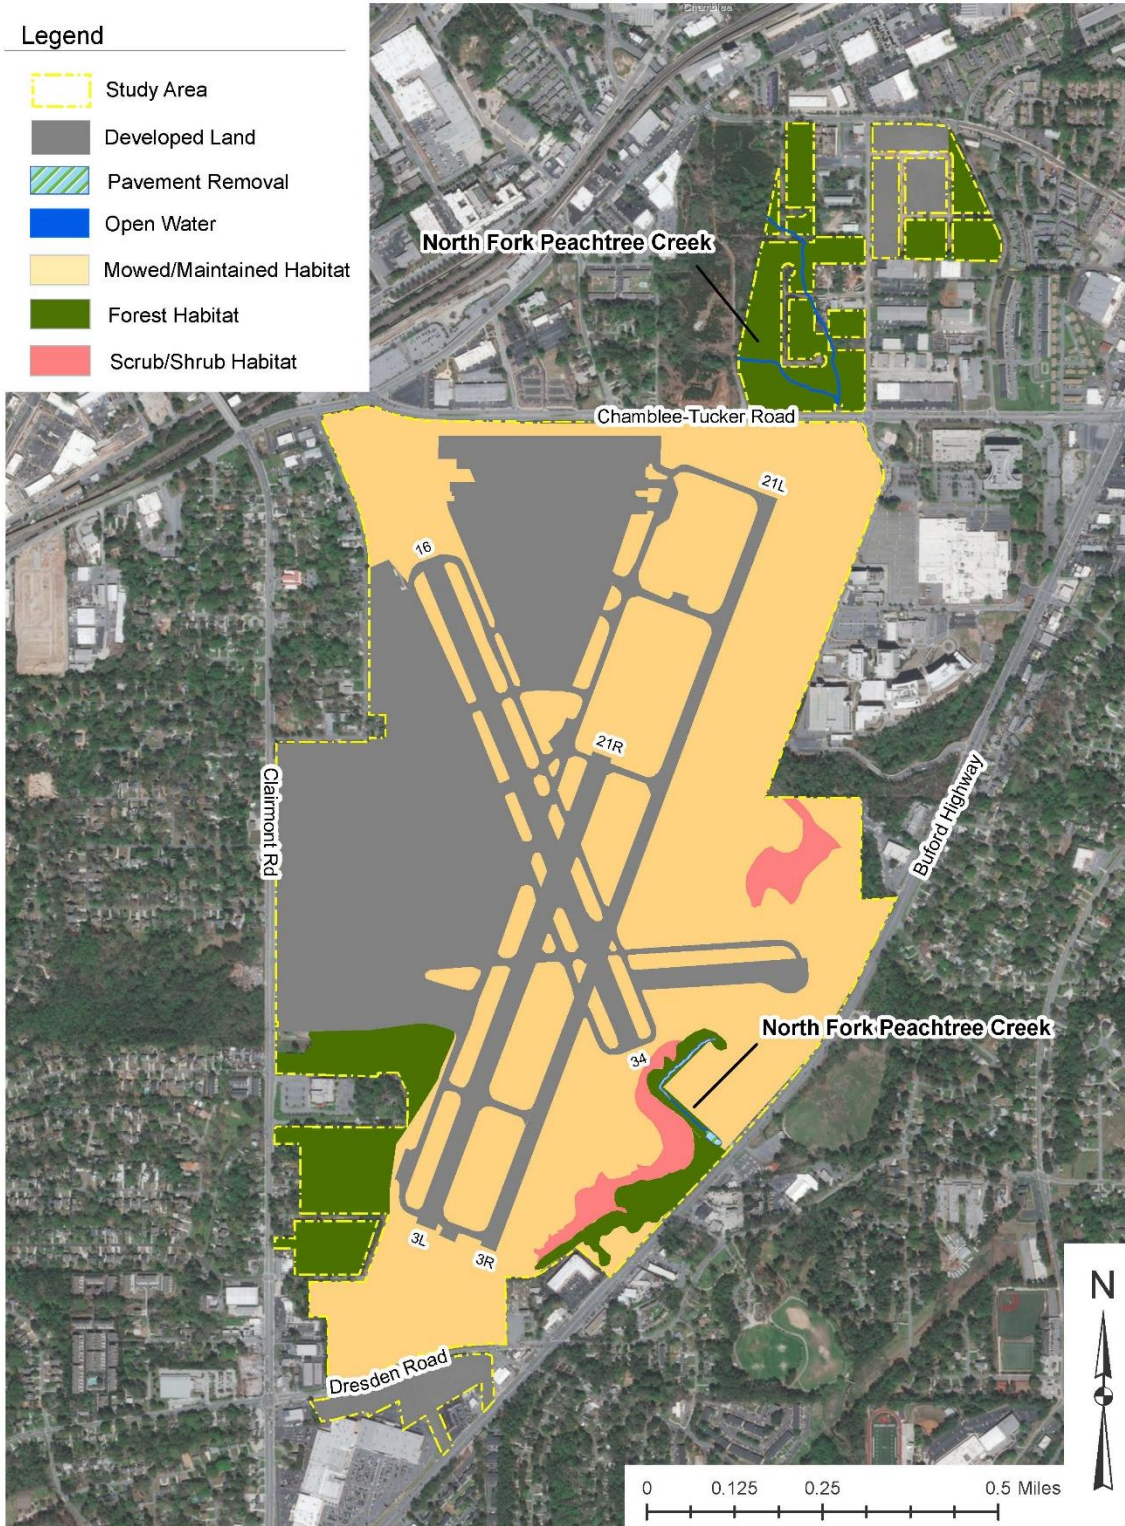 Chamblee
Legend
Study Area
Developed Land
Pavement Removal
Open Water
Mowed/Maintained Habitat
Forest Habitat
Scrub/Shrub Habitat
North Fork Peachtree Creek
Chamblee-Tucker Road
21L
16
21R
Clairmont Rd
Buford Highway
North Fork Peachtree Creek
34
3L
3R
Dresden Road
N
0 0.125 0.25 0.5 Miles